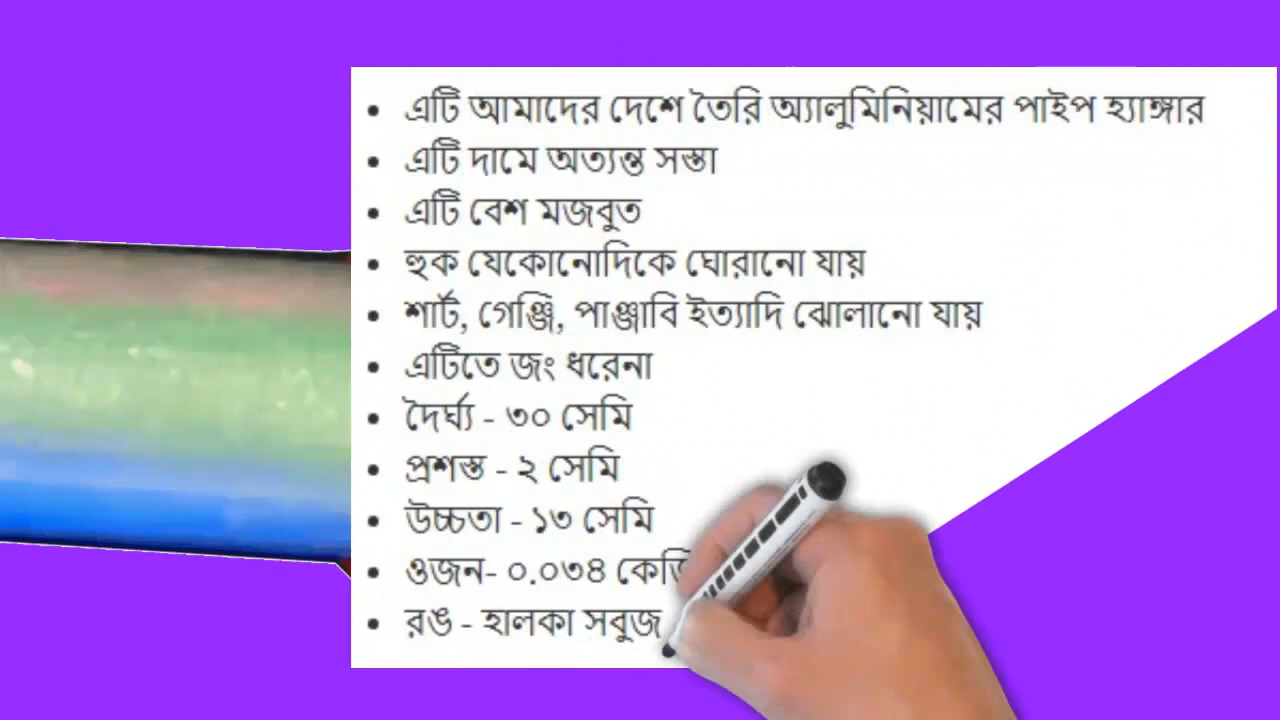 এটি আমাদের দেশে তৈরি অ্যালুমিনিয়ামের পাইপ হ্যাঙ্গার
এটি দামে অত্যন্ত সস্তা
এটি বেশ মজবুত
হুক যেকোনোদিকে ঘোরানো যায়
শার্ট, গেঞ্জি, পাঞ্জাবি ইত্যাদি ঝোলানো যায়
এটিতে জং ধরেনা
দৈর্ঘ্য - ৩০ সেমি
প্রশস্ত - ২ সেমি
উচ্চতা - ১৩ সেমি
ওজন- ০.০৩৪ কেজি
রঙ - হালকা সবুজ